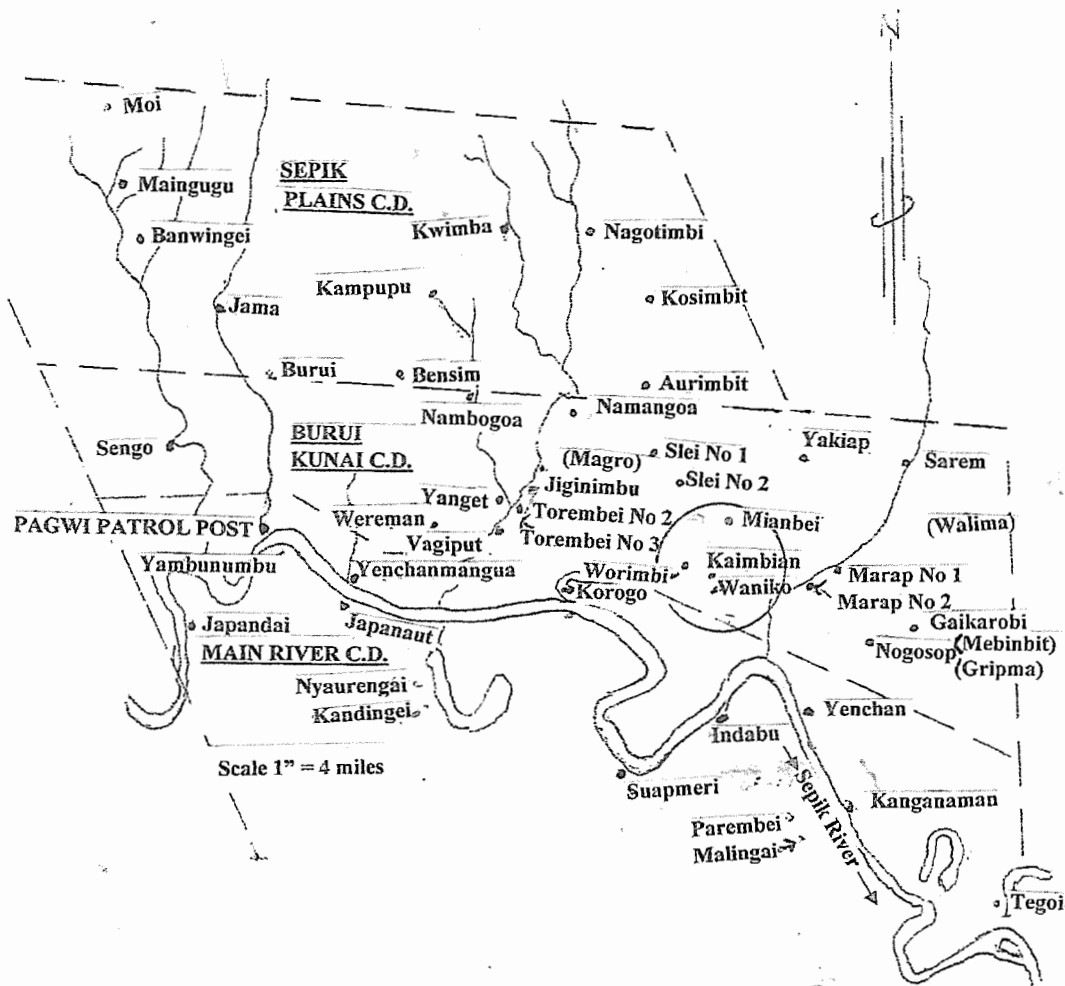 N
Moi
SEPIK
PLAINS C.D.
Maingugu
Banwingei
Kwimba
Nagotimbi
Kampupu
Kosimbit
Jama
Burui
Bensim
Aurimbit
Nambogoa
Namangoa
BURUI
KUNAI C.D.
Sengo
(Magro)
Slei No 1
Yakiap
Sarem
Jiginimbu
Slei No 2
Yanget
Torembei No 2
Wereman
Mianbei
(Walima)
PAGWI PATROL POST
Vagiput
Torembei No 3
Yambunumbu
Yenchanmangua
Worimbi
Kaimbian
Marap No 1
Korogo
Waniko
Marap No 2
Japandai
Japanaut
Gaikarobi
MAIN RIVER C.D.
Nogosop
(Mebinbit)
(Gripma)
Nyaurengai
Kandingei
Yenchan
Indabu
Scale 1" = 4 miles
Suapmeri
Sepik River
Kanganaman
Parembei
Malingai
Tegoi